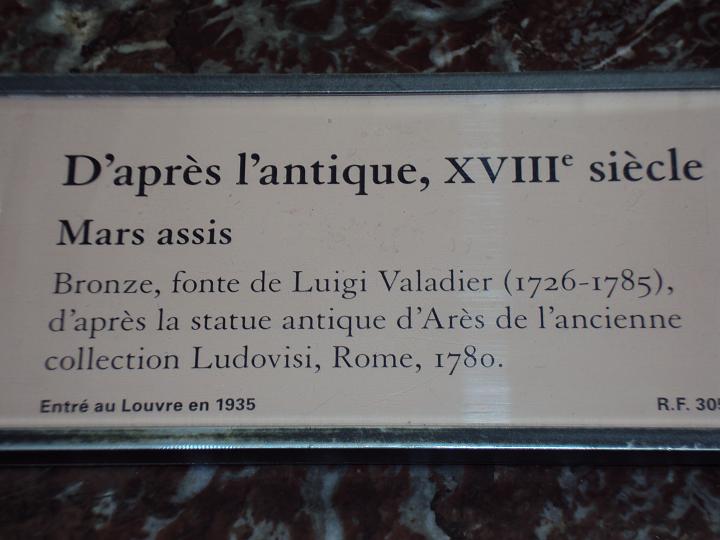 D'après l'antique, XVIIIe siècle
Mars assis
Bronze, fonte de Luigi Valadier (1726-1785),
d'après la statue antique d'Arès de l'ancienne
collection Ludovisi, Rome, 1780.
Entré au Louvre en 1935
R.F.